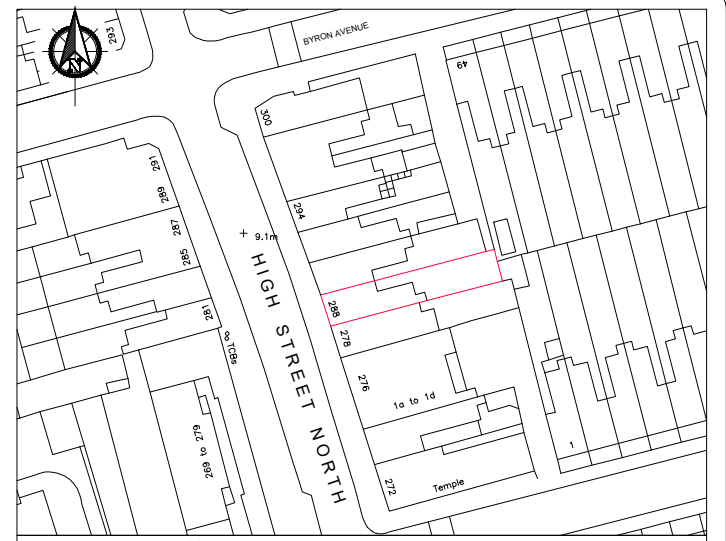 293
N
BYRON AVENUE
49
300
291
289
294
287
9.1m
285
HIGH STREET NORTH
288
281
278
TCBs
276
1a to 1d
269 to 279
1
272
Temple